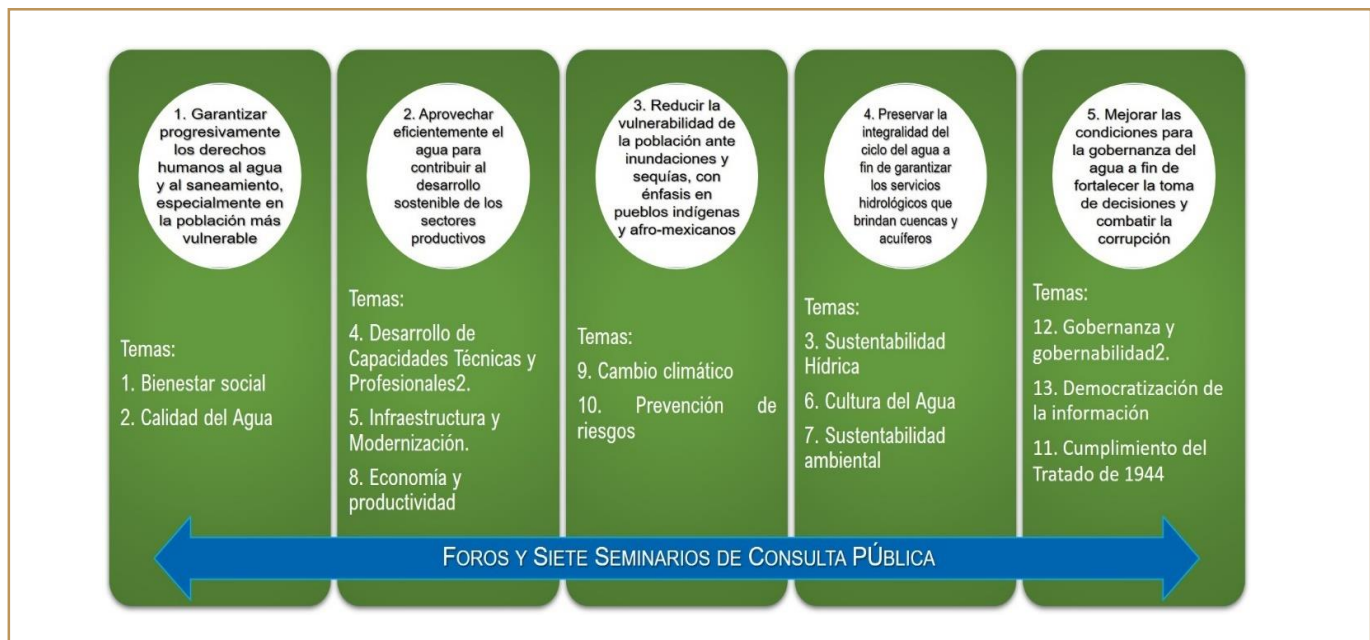 1. Garantizar
progresivamente
los derechos
humanos al agua
y al saneamiento,
especialmente en
la población más
vulnerable
Temas:
1. Bienestar social
2. Calidad del Agua
2. Aprovechar
eficientemente el
agua para
contribuir al
desarrollo
sostenible de los
sectores
productivos
Temas:
4. Desarrollo de
Capacidades Técnicas y
Profesionales2.
5. Infraestructura y
Modernización.
8. Economía y
productividad
3. Reducir la
vulnerabilidad de
la población ante
inundaciones y
sequías, con
énfasis en
pueblos indígenas
y afro-mexicanos
Temas:
9. Cambio climático
10. Prevención de
riesgos
4. Preservar la
integralidad del
ciclo del agua a
fin de garantizar
los servicios
hidrológicos que
brindan cuencas y
acuíferos
Temas:
3. Sustentabilidad
Hídrica
6. Cultura del Agua
7. Sustentabilidad
ambiental
5. Mejorar las
condiciones para
la gobernanza del
agua a fin de
fortalecer la toma
de decisiones y
combatir la
corrupción
Temas:
12. Gobernanza y
gobernabilidad2.
13. Democratización de
la información
11. Cumplimiento del
Tratado de 1944
FOROS Y SIETE SEMINARIOS DE CONSULTA PÚBLICA